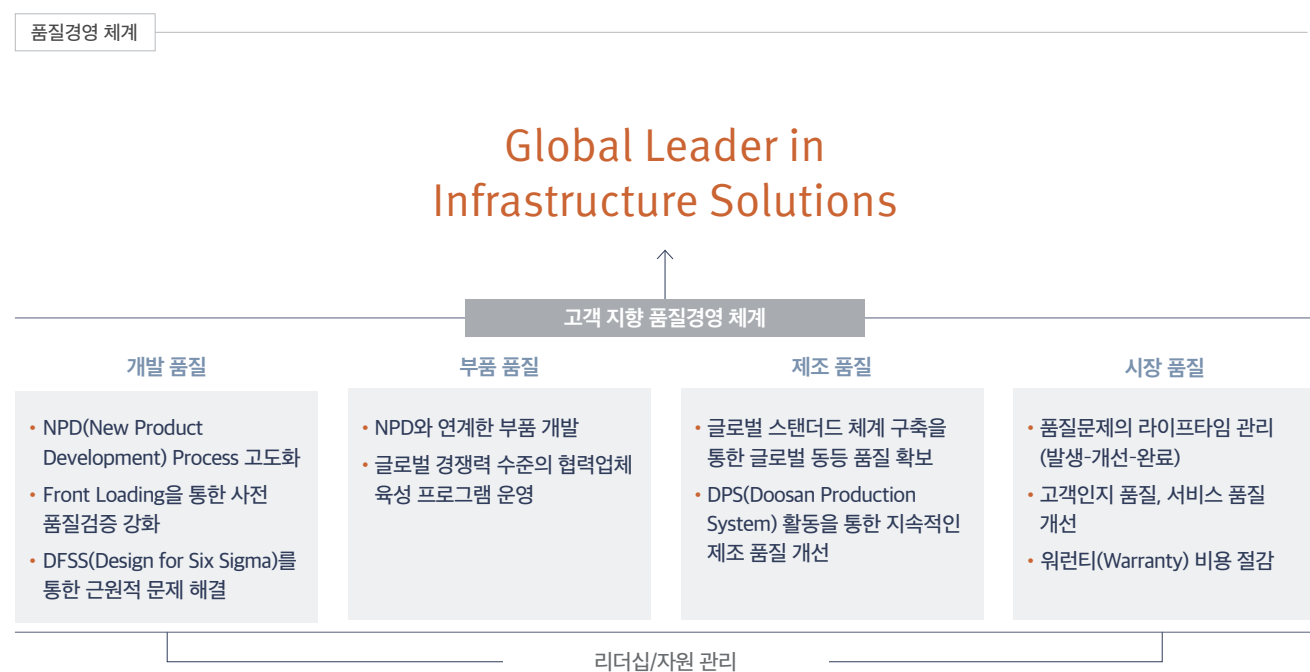 품질경영 체계
Global Leader in
Infrastructure Solutions
고객 지향 품질경영 체계
개발 품질
• NPD(New Product
Development) Process 고도화
• Front Loading을 통한 사전
품질검증 강화
• DFSS(Design for Six Sigma)를
통한 근원적 문제 해결
부품 품질
• NPD와 연계한 부품 개발
• 글로벌 경쟁력 수준의 협력업체
육성 프로그램 운영
제조 품질
• 글로벌 스탠더드 체계 구축을
통한 글로벌 동등 품질 확보
• DPS(Doosan Production
System) 활동을 통한 지속적인
제조 품질 개선
시장 품질
• 품질문제의 라이프타임 관리
(발생-개선-완료)
• 고객인지 품질, 서비스 품질
개선
• 워런티(Warranty) 비용 절감
리더십/자원 관리